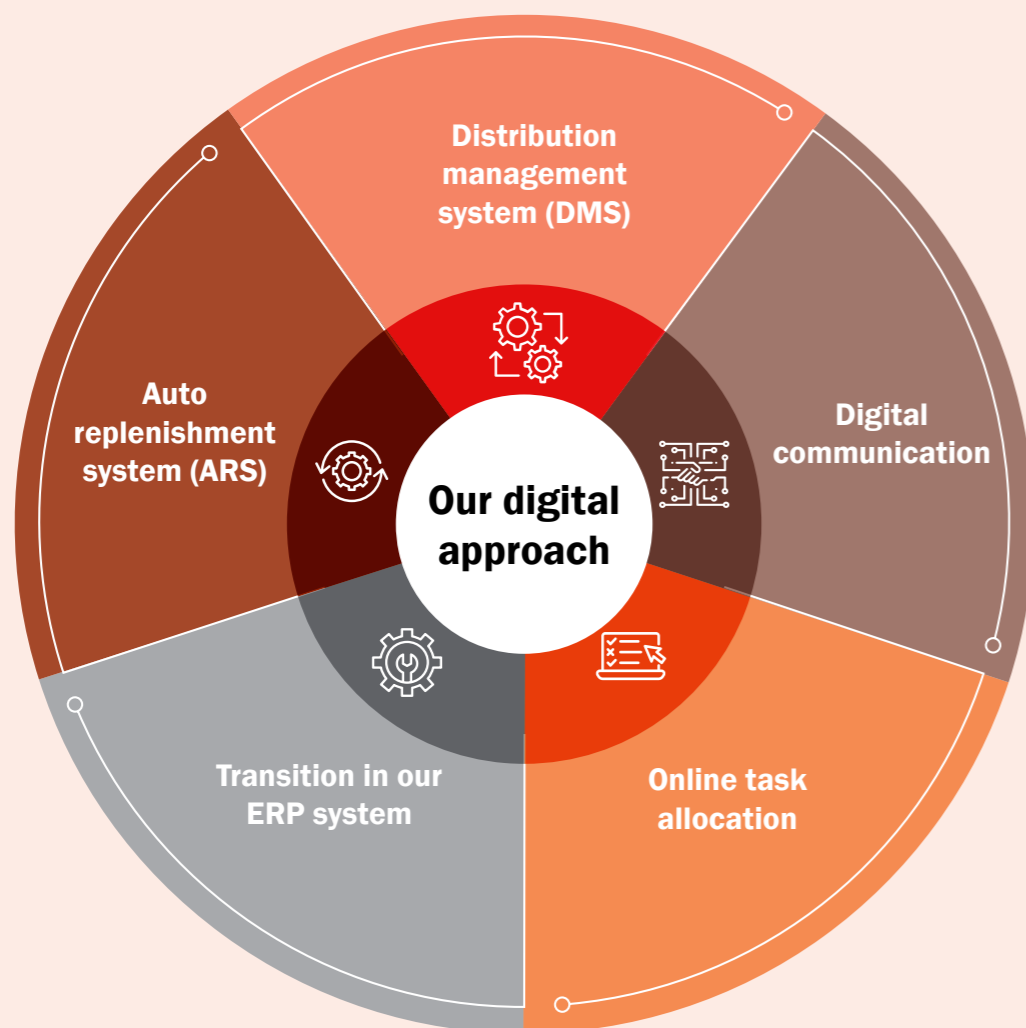 Distribution
management
system (DMS)
Digital
communication
Online task
allocation
Transition in our
ERP system
Auto
replenishment
system (ARS)
Our digital
approach